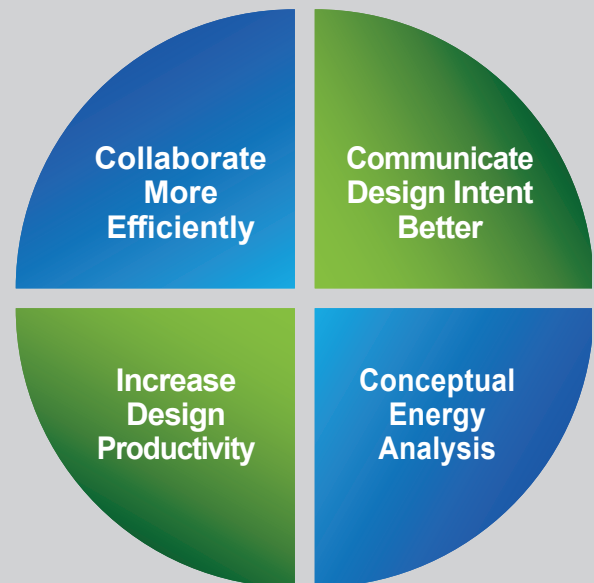 Collaborate
More
Efficiently
Communicate
Design Intent
Better
Increase
Design
Productivity
Conceptual
Energy
Analysis